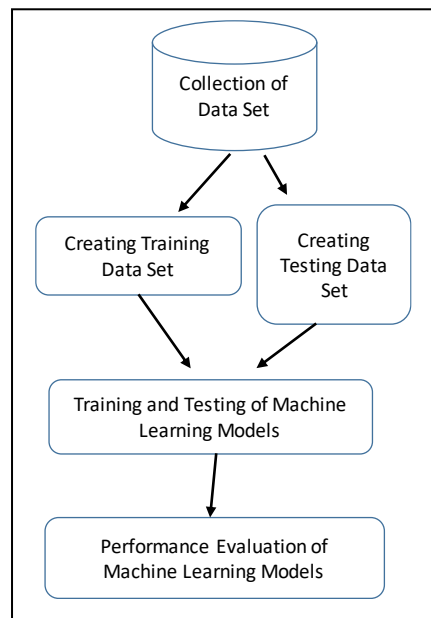 Collection of
Data Set
Creating Training
Data Set
Creating
Testing Data
Set
Training and Testing of Machine
Learning Models
Performance Evaluation of
Machine Learning Models